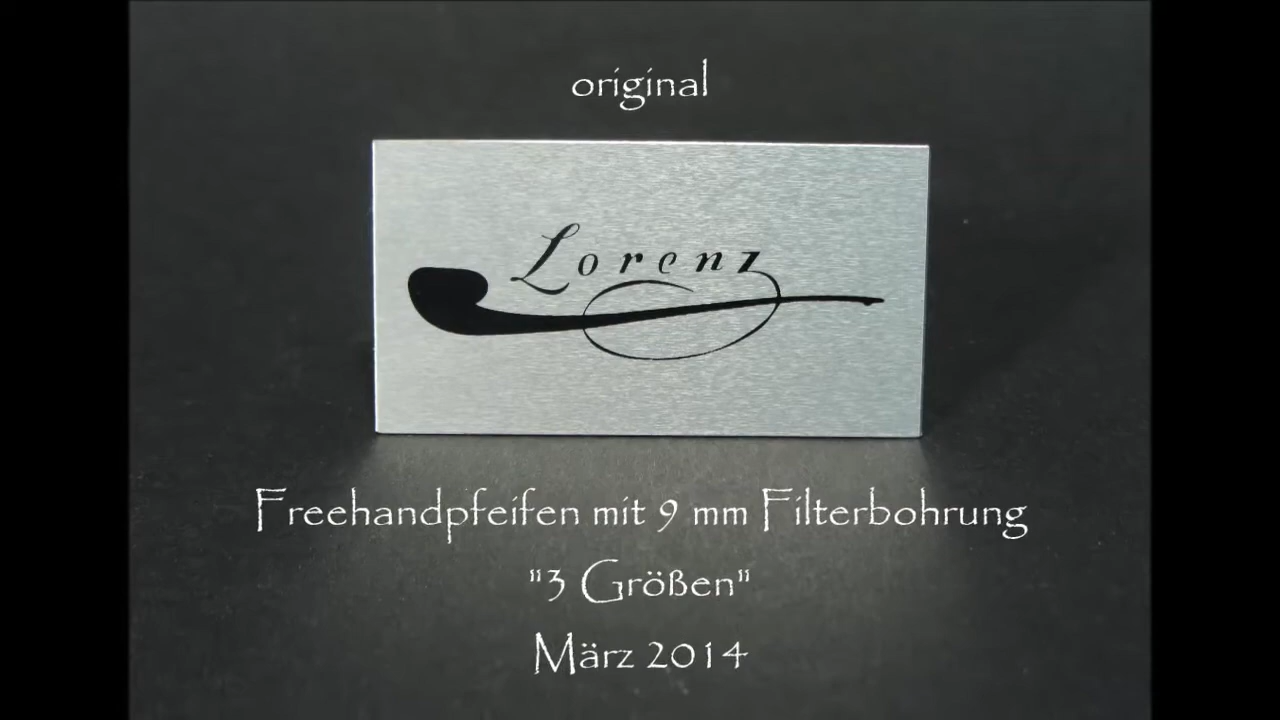 original
Lorenz
Freehandpfeifen mit 9 mm Filterbohrung
"3 Größen"
März 2014